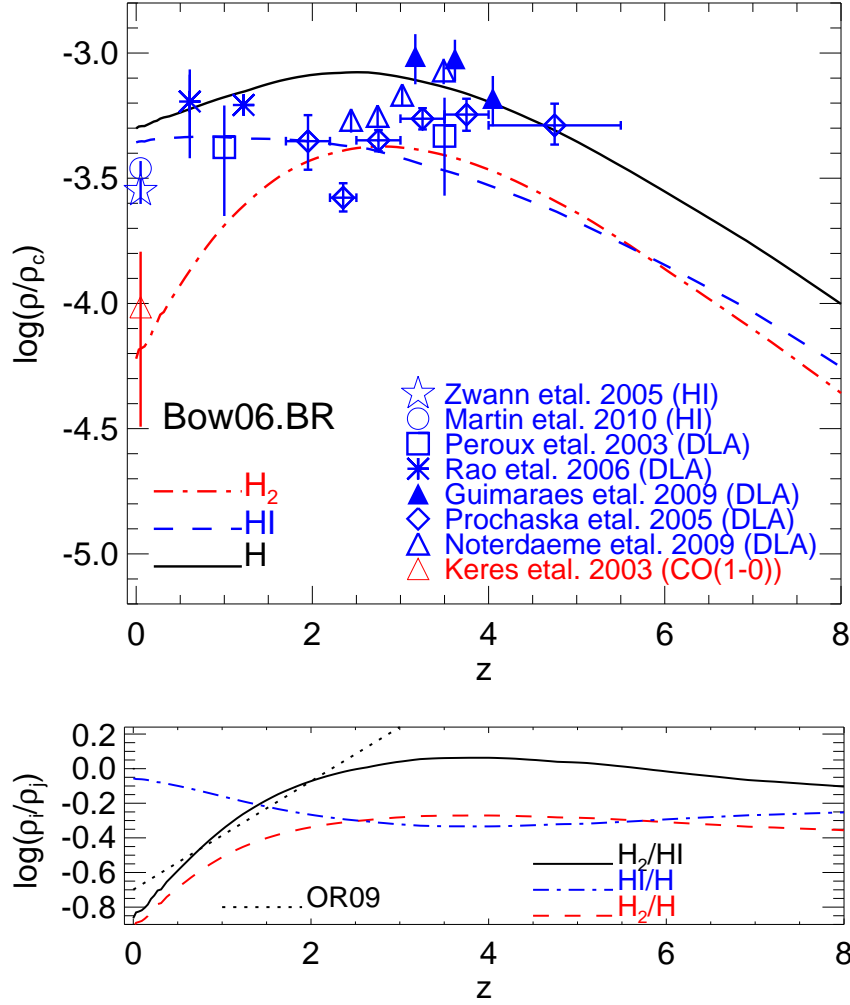 -3.0
-3.5
-4.0
-4.5
-5.0
log(ρ/ρc)
Bow06.BR
H2
HI
H
Zwann etal. 2005 (HI)
Martin etal. 2010 (HI)
Peroux etal. 2003 (DLA)
Rao etal. 2006 (DLA)
Guimaraes etal. 2009 (DLA)
Prochaska etal. 2005 (DLA)
Noterdaeme etal. 2009 (DLA)
Keres etal. 2003 (CO(1-0))
0 2 4 6 8
z
0.2
0.0
-0.2
-0.4
-0.6
-0.8
log(ρi/ρj)
OR09
H2/HI
HI/H
H2/H
0 2 4 6 8
z